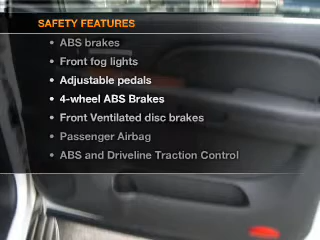 SAFETY FEATURES
• ABS brakes
• Front fog lights
• Adjustable pedals
• 4-wheel ABS Brakes
• Front Ventilated disc brakes
• Passenger Airbag
• ABS and Driveline Traction Control